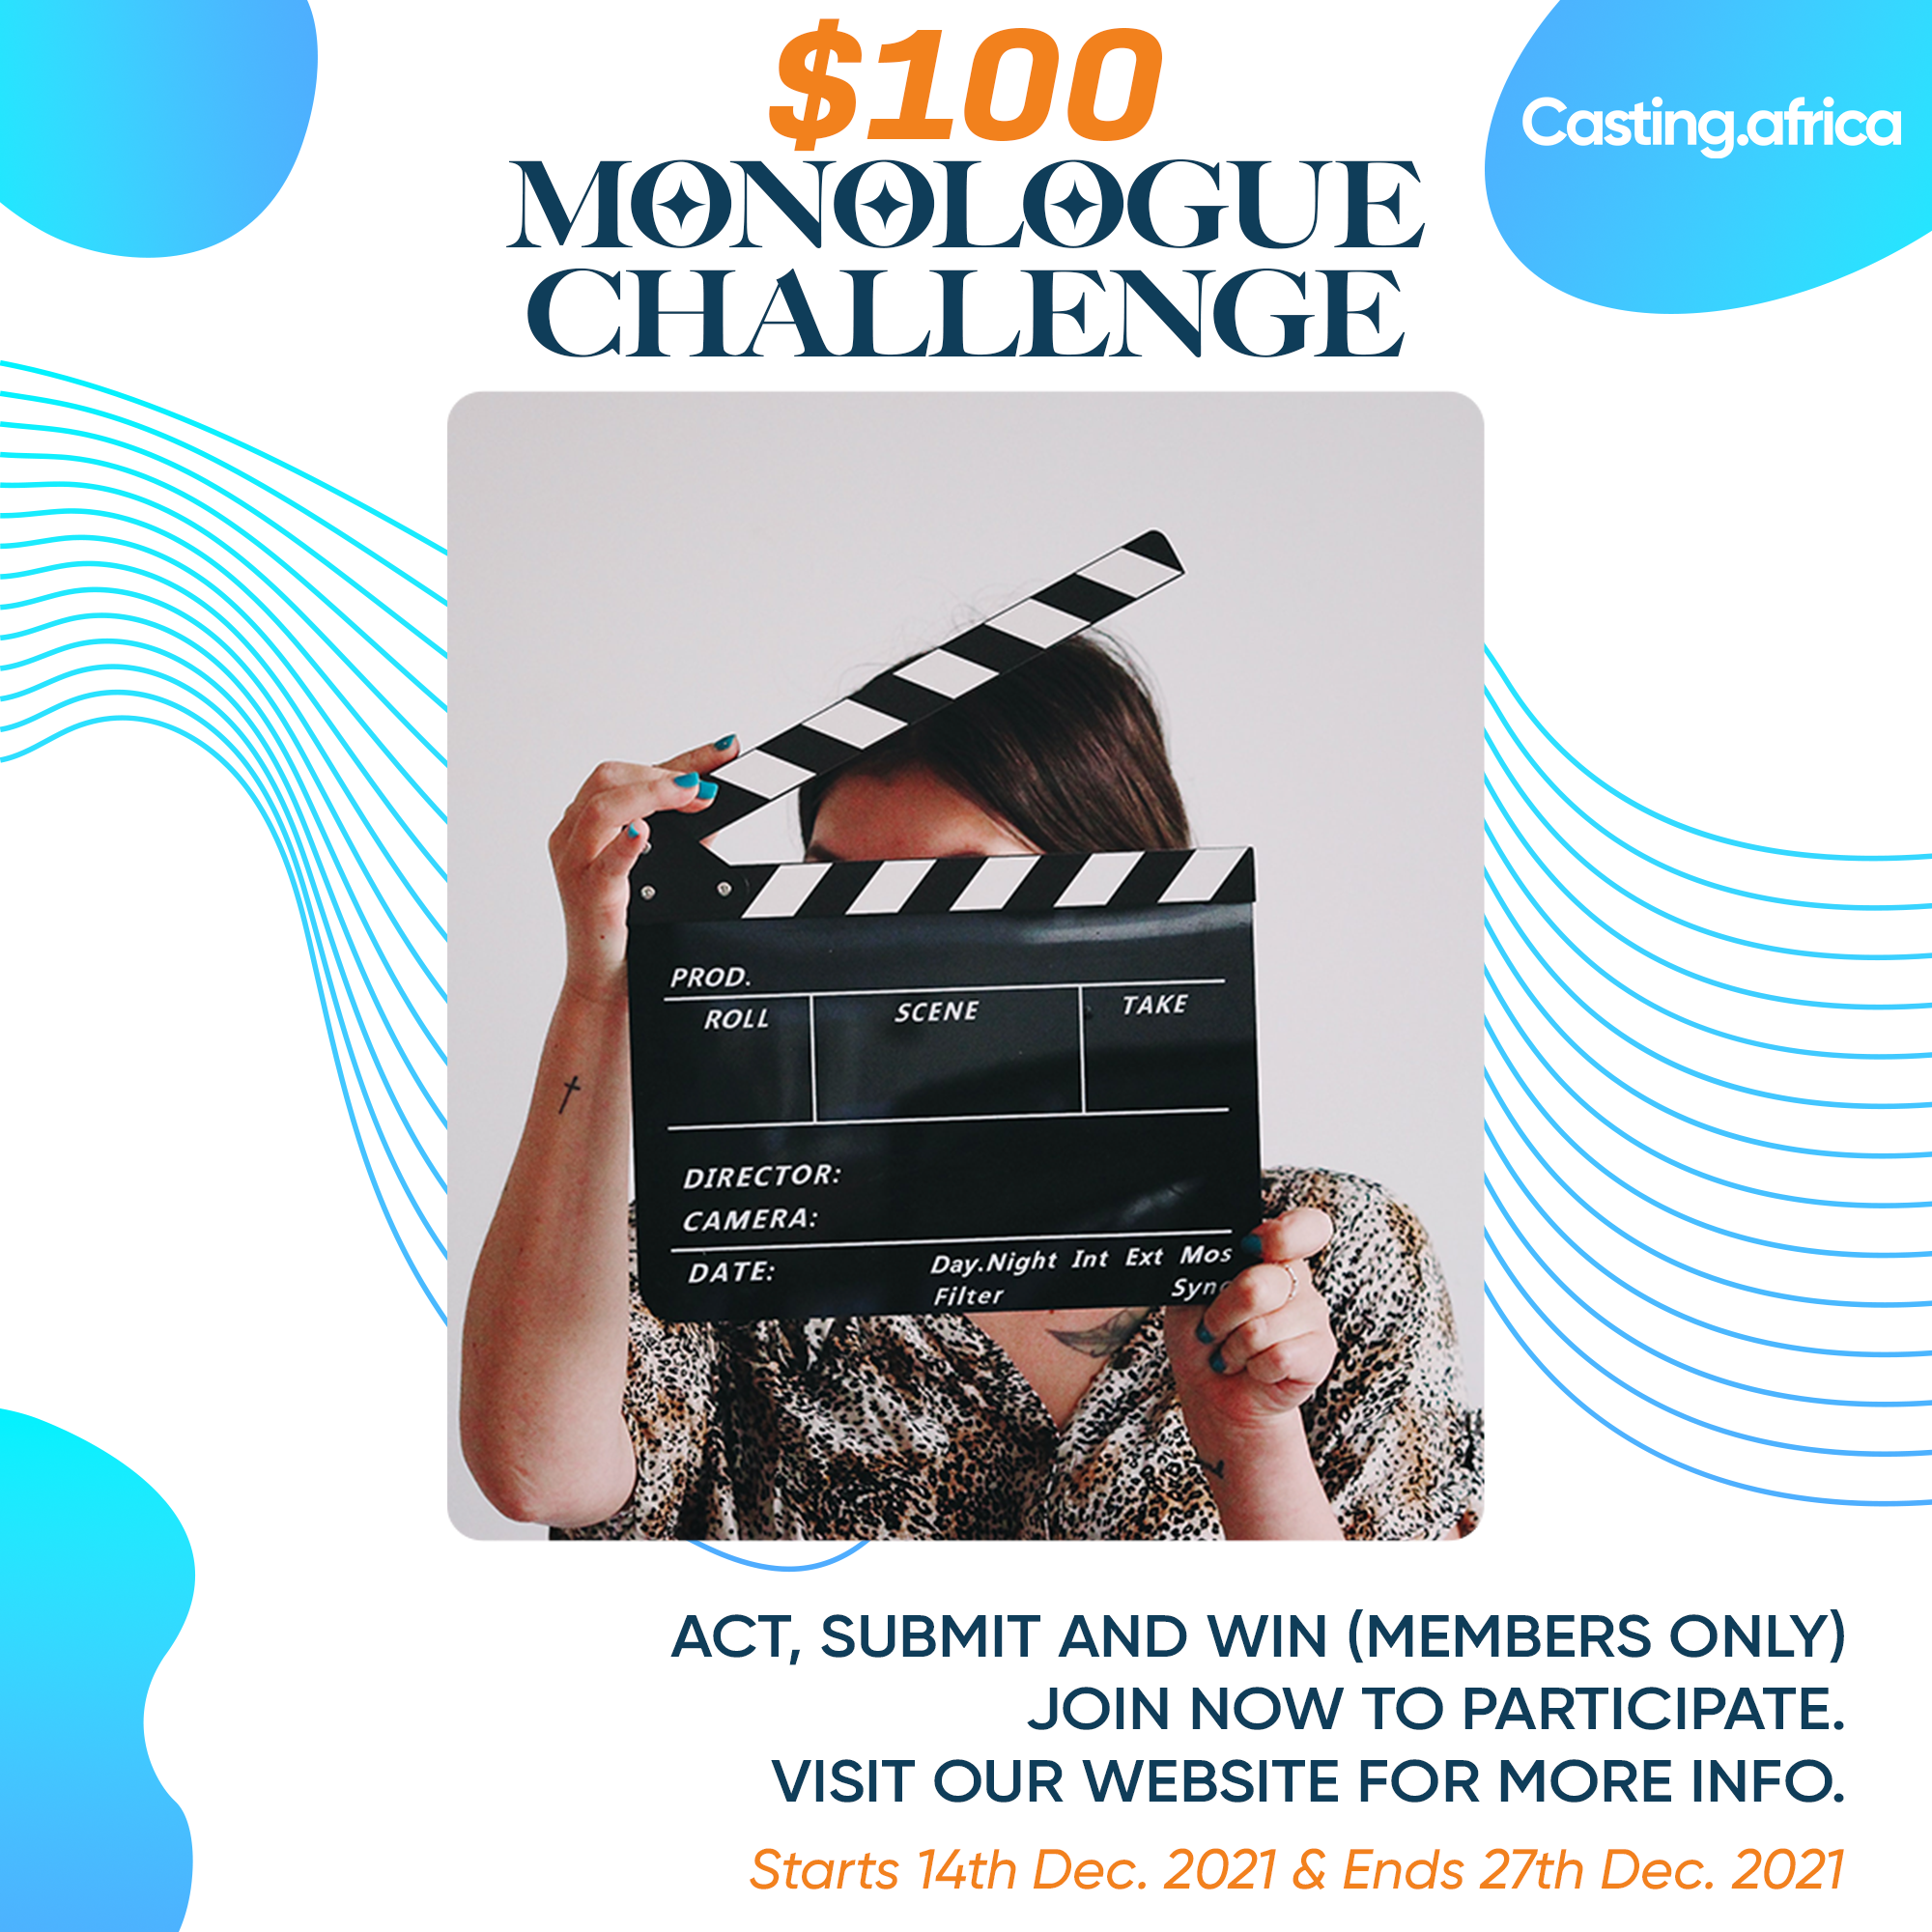 $100
Casting.africa
MONOLOGUE
CHALLENGE
PROD.
ROLL SCENE TAKE
DIRECTOR:
CAMERA:
DATE: Day.Night Int Ext Mos
Filter Sync
ACT, SUBMIT AND WIN (MEMBERS ONLY)
JOIN NOW TO PARTICIPATE.
VISIT OUR WEBSITE FOR MORE INFO.
Starts 14th Dec. 2021 & Ends 27th Dec. 2021